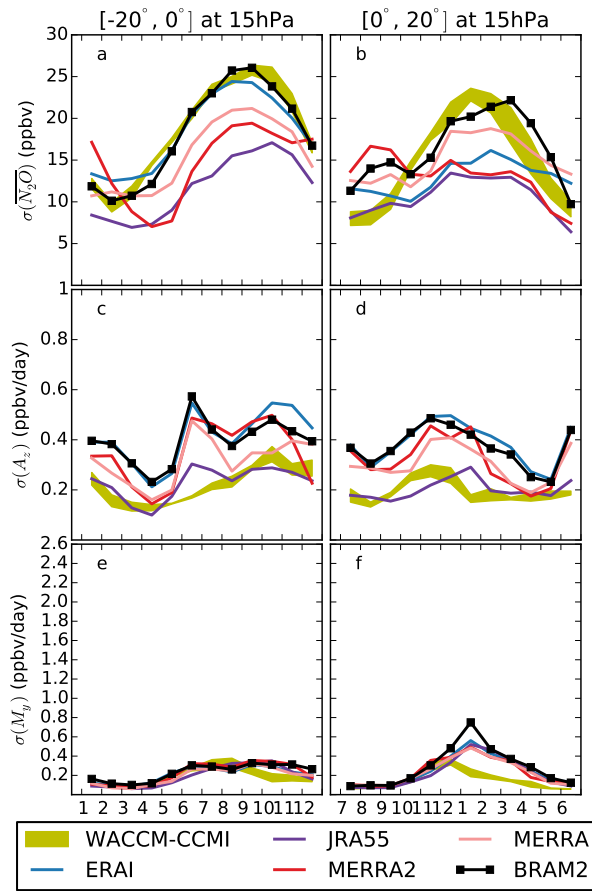 [-20°, 0°] at 15hPa
[0°, 20°] at 15hPa
a
b
30
25
20
15
10
5
σ(N₂O) (ppbv)
c
d
1
0.8
0.6
0.4
0.2
σ(A_z) (ppbv/day)
e
f
2.6
2.4
2.2
2.0
1.8
1.6
1.4
1.2
1.0
0.8
0.6
0.4
0.2
σ(M_y) (ppbv/day)
1 2 3 4 5 6 7 8 9 10 11 12
7 8 9 10 11 12 1 2 3 4 5 6
WACCM-CCMI
JRA55
MERRA
ERAI
MERRA2
BRAM2